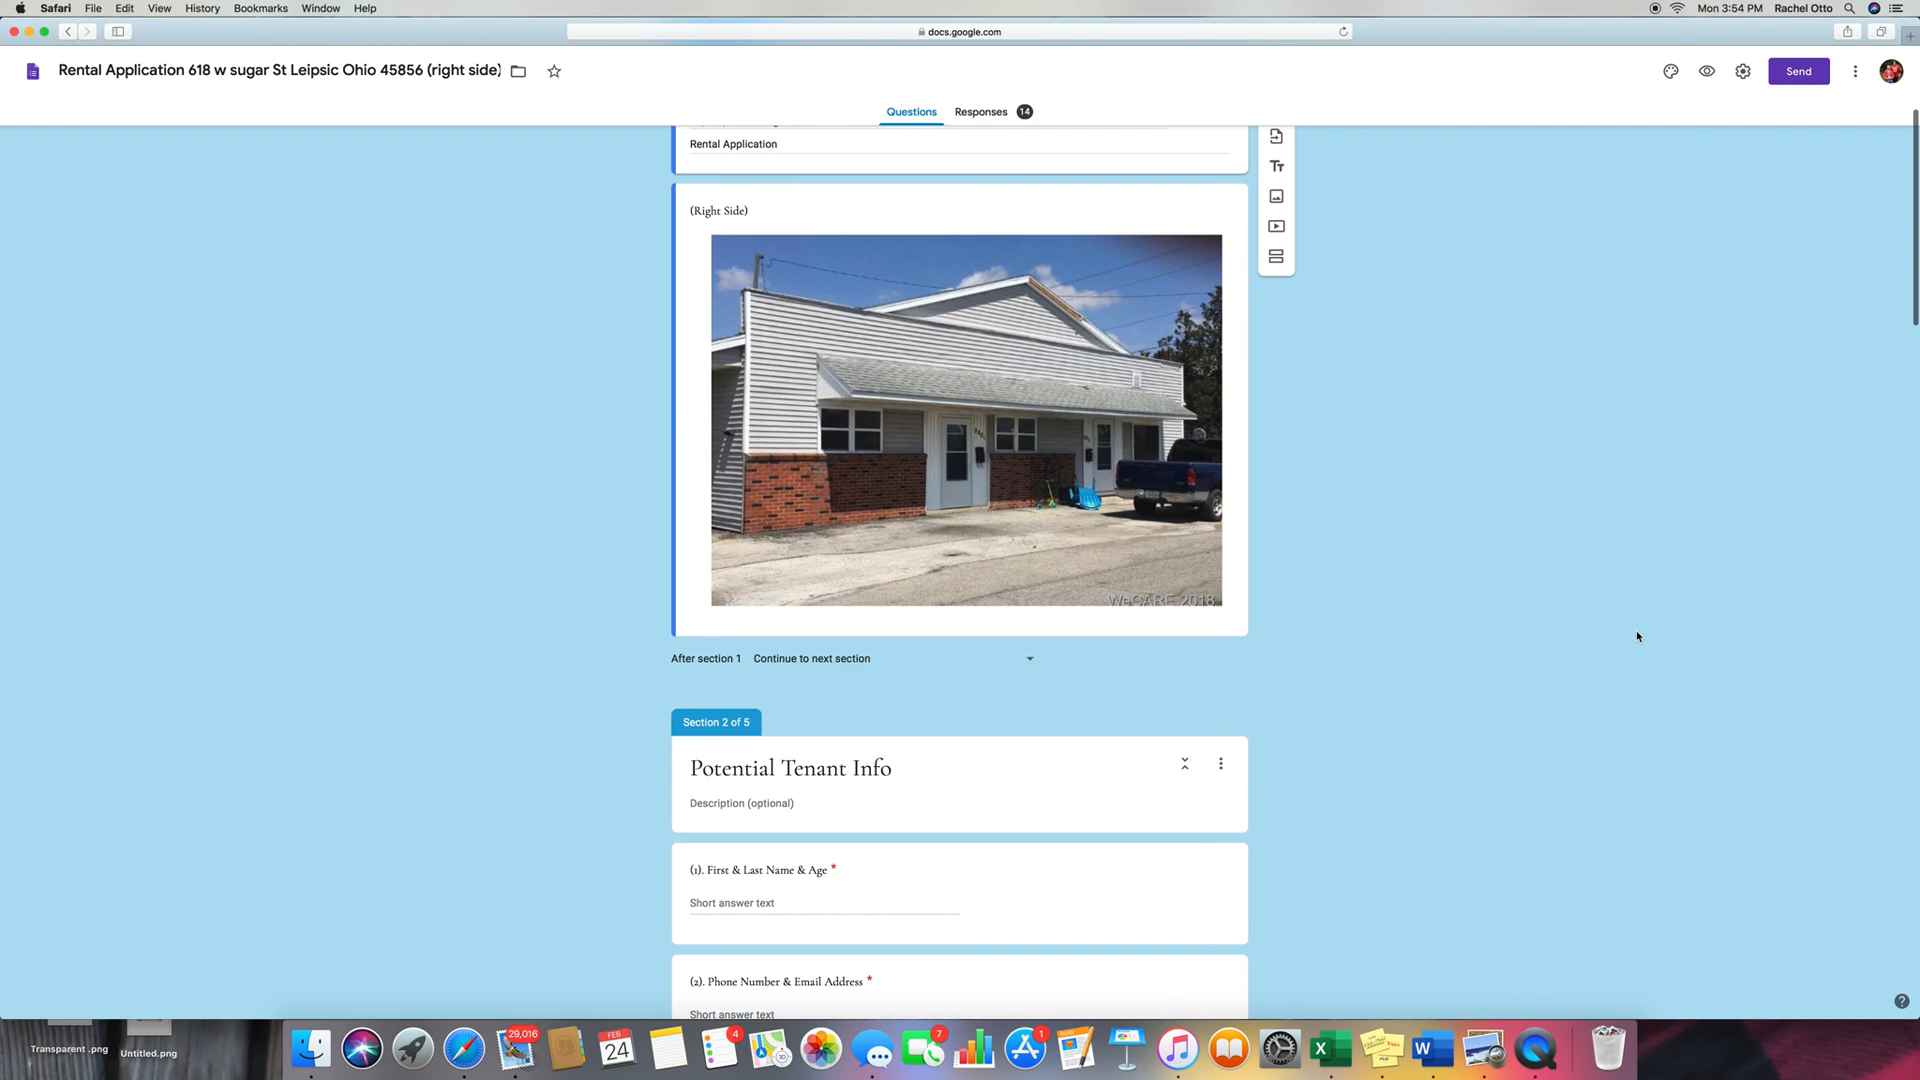 Safari File Edit View History Bookmarks Window Help
Mon 3:54 PM Rachel Otto
docs.google.com
Rental Application 618 w sugar St Leipsic Ohio 45856 (right side)
Send
Questions Responses 14
Rental Application
(Right Side)
WeCARE 2018
After section 1 Continue to next section
Section 2 of 5
Potential Tenant Info
Description (optional)
(1). First & Last Name & Age *
Short answer text
(2). Phone Number & Email Address *
Short answer text
Transparent .png
Untitled.png
29,016
FEB
24
4
7
1